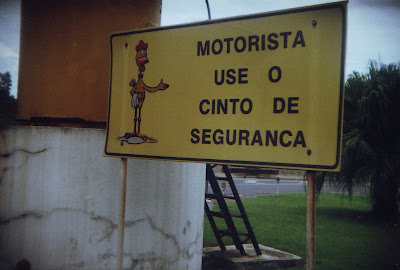 MOTORISTA
USE O
CINTO DE
SEGURANCA